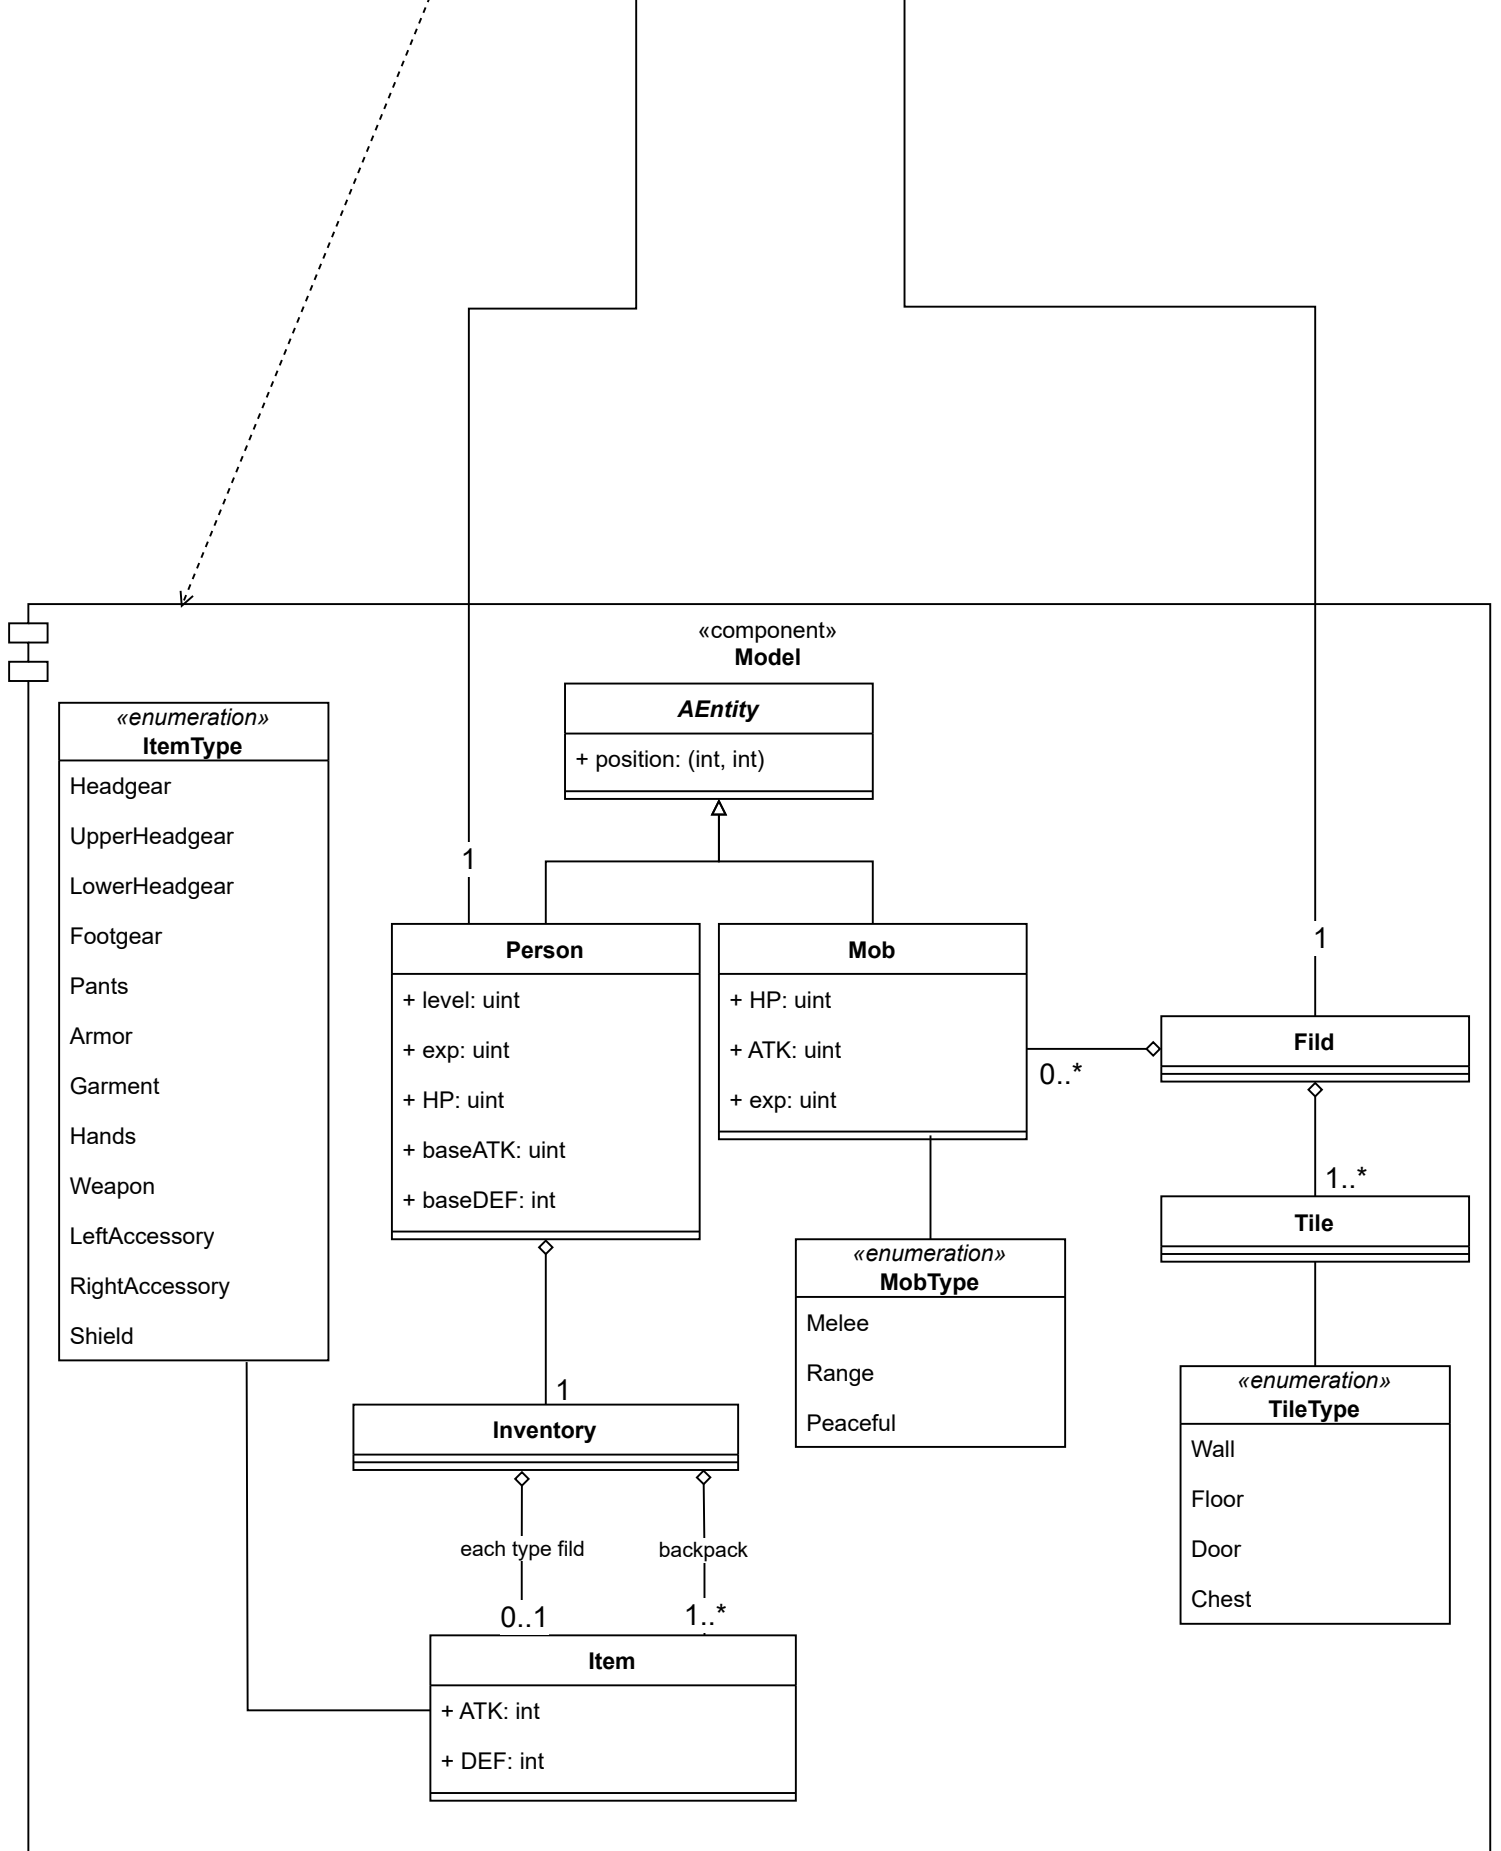 «component»
Model
AEntity
+ position: (int, int)
«enumeration»
ItemType
Headgear
UpperHeadgear
LowerHeadgear
Footgear
Pants
Armor
Garment
Hands
Weapon
LeftAccessory
RightAccessory
Shield
1
Person
+ level: uint
+ exp: uint
+ HP: uint
+ baseATK: uint
+ baseDEF: int
Mob
+ HP: uint
+ ATK: uint
+ exp: uint
0..*
1
Fild
1..*
Tile
«enumeration»
MobType
Melee
Range
Peaceful
«enumeration»
TileType
Wall
Floor
Door
Chest
1
Inventory
each type fild
backpack
0..1
1..*
Item
+ ATK: int
+ DEF: int